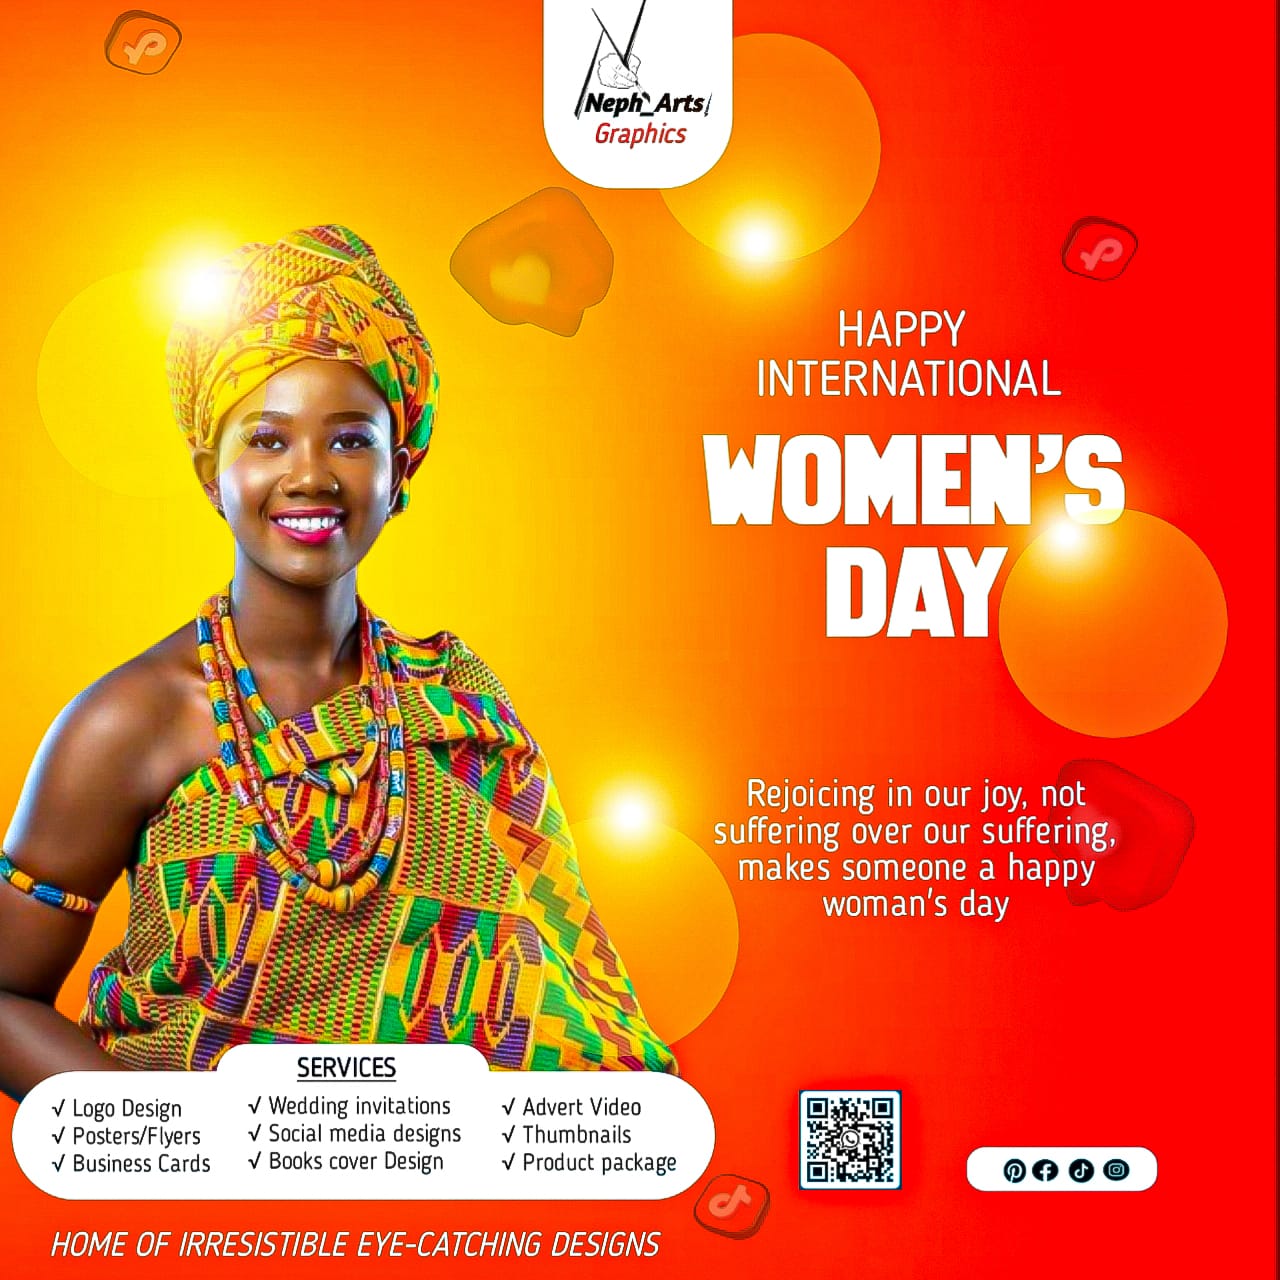 Neph_Arts
Graphics
HAPPY
INTERNATIONAL
WOMEN'S
DAY
Rejoicing in our joy, not
suffering over our suffering,
makes someone a happy
woman's day
SERVICES
√ Logo Design
√ Posters/Flyers
√ Business Cards
√ Wedding invitations
√ Social media designs
√ Books cover Design
√ Advert Video
√ Thumbnails
√ Product package
HOME OF IRRESISTIBLE EYE-CATCHING DESIGNS